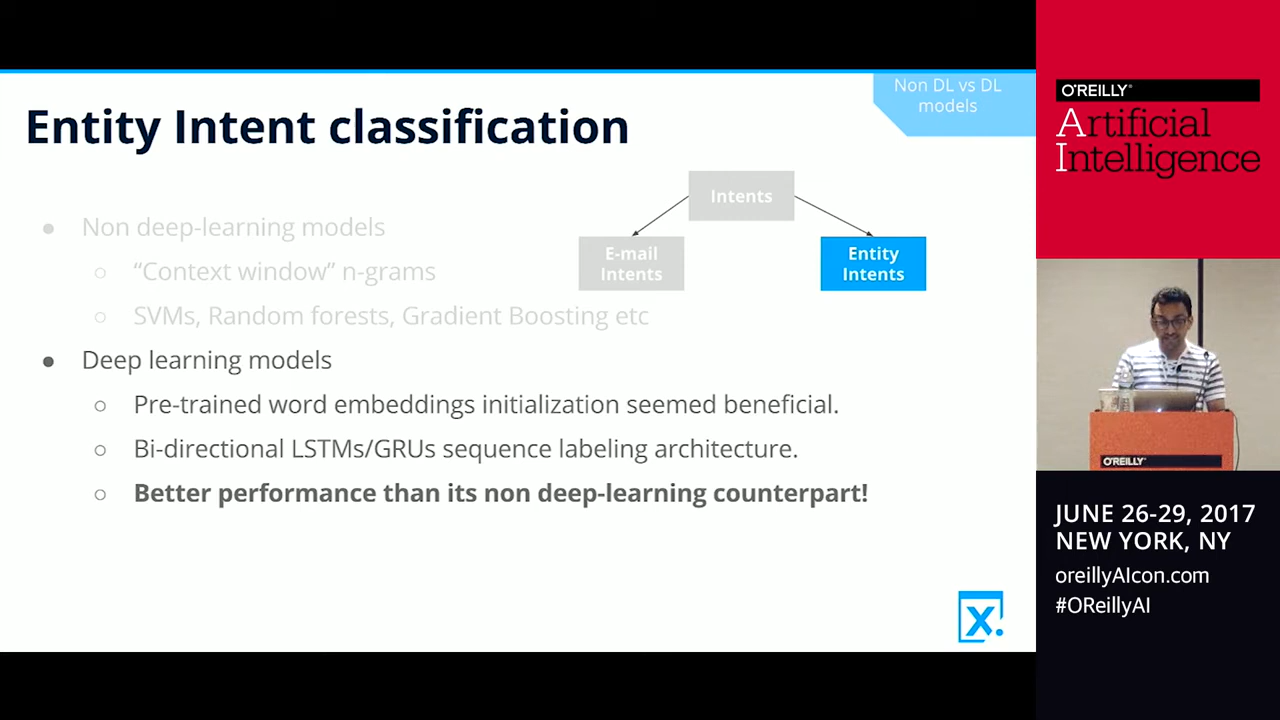 Non DL vs DL
models
Entity Intent classification
Intents
E-mail
Intents
Entity
Intents
Non deep-learning models
“Context window” n-grams
SVMs, Random forests, Gradient Boosting etc
Deep learning models
Pre-trained word embeddings initialization seemed beneficial.
Bi-directional LSTMs/GRUs sequence labeling architecture.
Better performance than its non deep-learning counterpart!
x.
O'REILLY®
Artificial
Intelligence
O'REILLY®
JUNE 26-29, 2017
NEW YORK, NY
oreillyAIcon.com
#OReillyAI